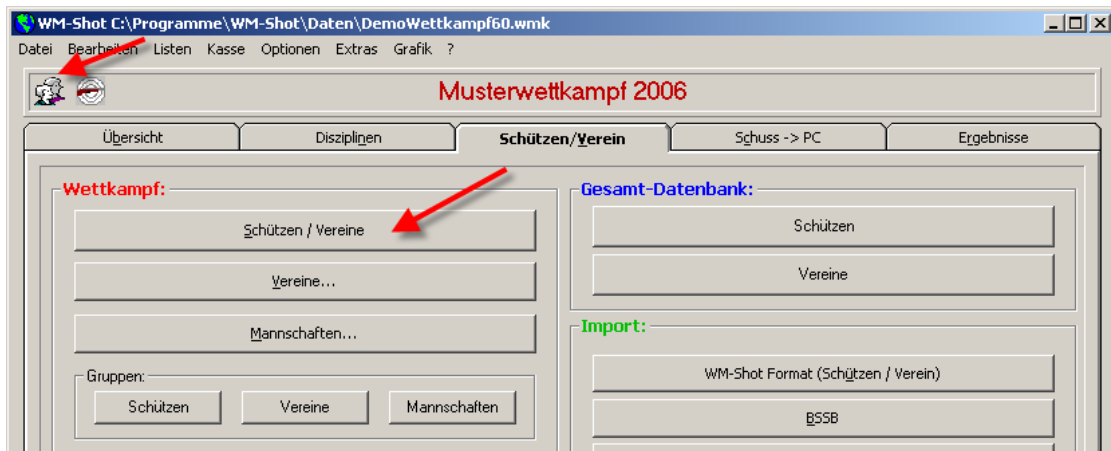 WM-Shot C:\Programme\WM-Shot\Daten\DemoWettkampf60.wmk
Datei Bearbeiten Listen Kasse Optionen Extras Grafik ?
Musterwettkampf 2006
Übersicht Disziplinen Schützen/Verein Schuss -> PC Ergebnisse
Wettkampf:
Schützen / Vereine
Vereine...
Mannschaften...
Gruppen:
Schützen Vereine Mannschaften
Gesamt-Datenbank:
Schützen
Vereine
Import:
WM-Shot Format (Schützen / Verein)
BSSB